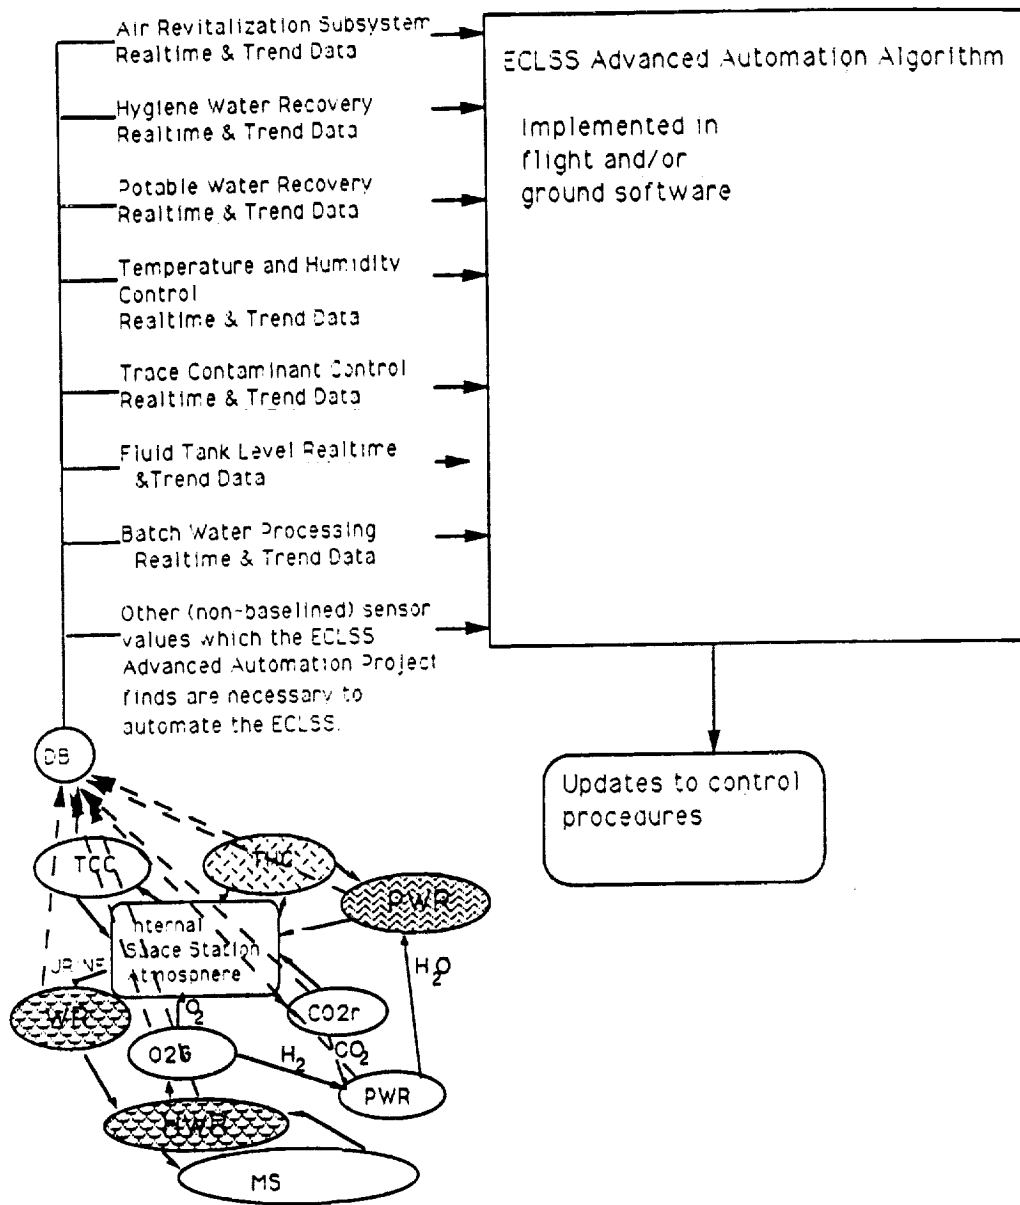 Air Revitalization Subsystem
Realtime & Trend Data
ECLSS Advanced Automation Algorithm
Implemented in
flight and/or
ground software
Hygiene Water Recovery
Realtime & Trend Data
Potable Water Recovery
Realtime & Trend Data
Temperature and Humidity
Control
Realtime & Trend Data
Trace Contaminant Control
Realtime & Trend Data
Fluid Tank Level Realtime
&Trend Data
Batch Water Processing
Realtime & Trend Data
Other (non-baselined) sensor
values which the ECLSS
Advanced Automation Project
finds are necessary to
automate the ECLSS.
DB
Updates to control
procedures
TCC
THC
PWR
Internal
Space Station
Atmosphere
URINE
H2O
WR
O2
CO2r
O2G
H2
CO2
PWR
HWR
MS